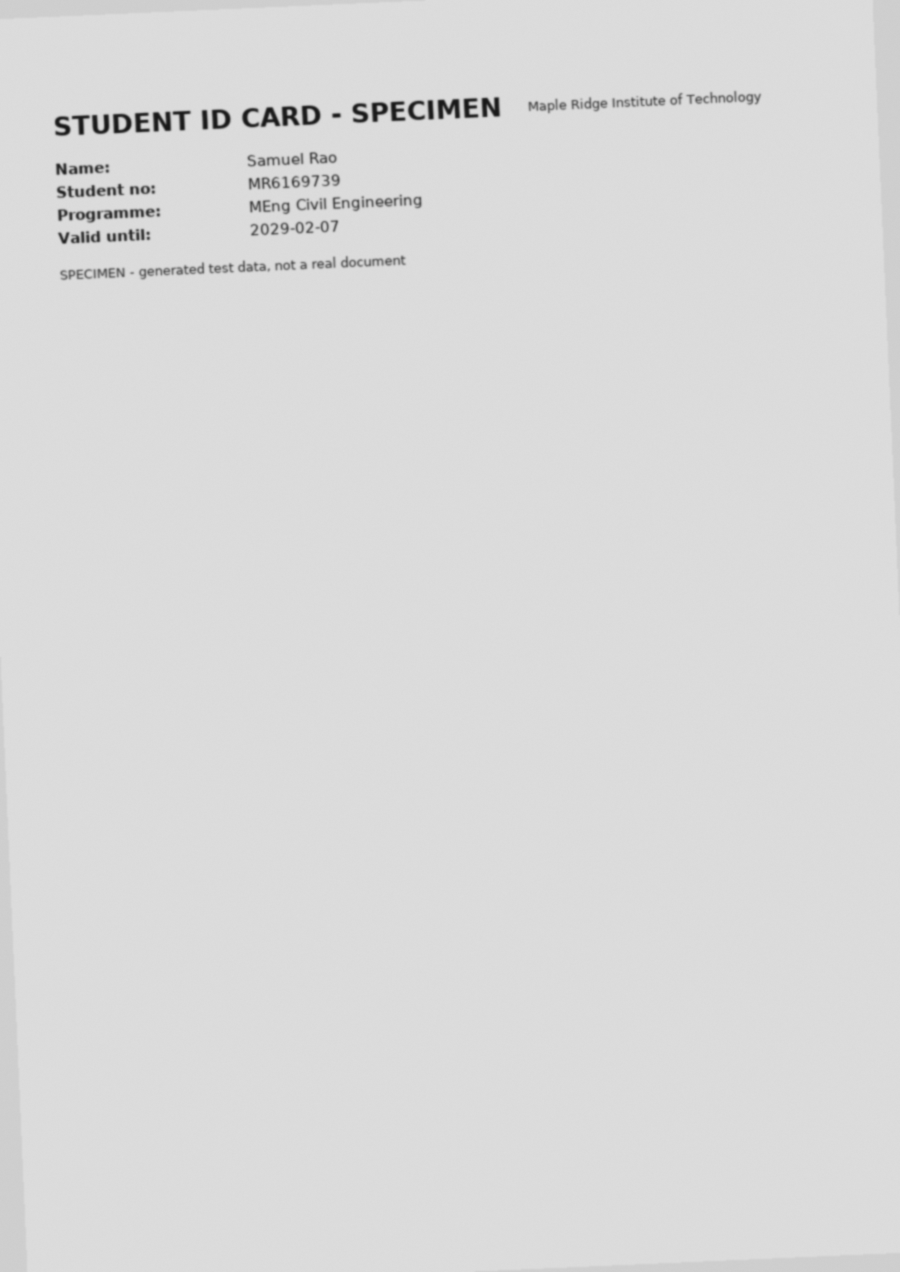 STUDENT ID CARD - SPECIMEN Maple Ridge Institute of Technology
Name: Samuel Rao
Student no: MR6169739
Programme: MEng Civil Engineering
Valid until: 2029-02-07
SPECIMEN - generated test data, not a real document